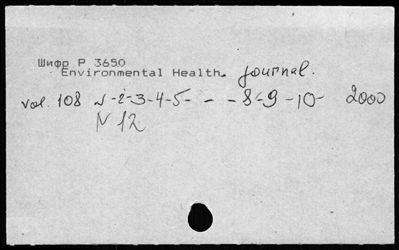 Шифр Р 3650
Environmental Health. journal.
vol. 108 N-2-3-4-5- - -8-9-10- 2000
N 12